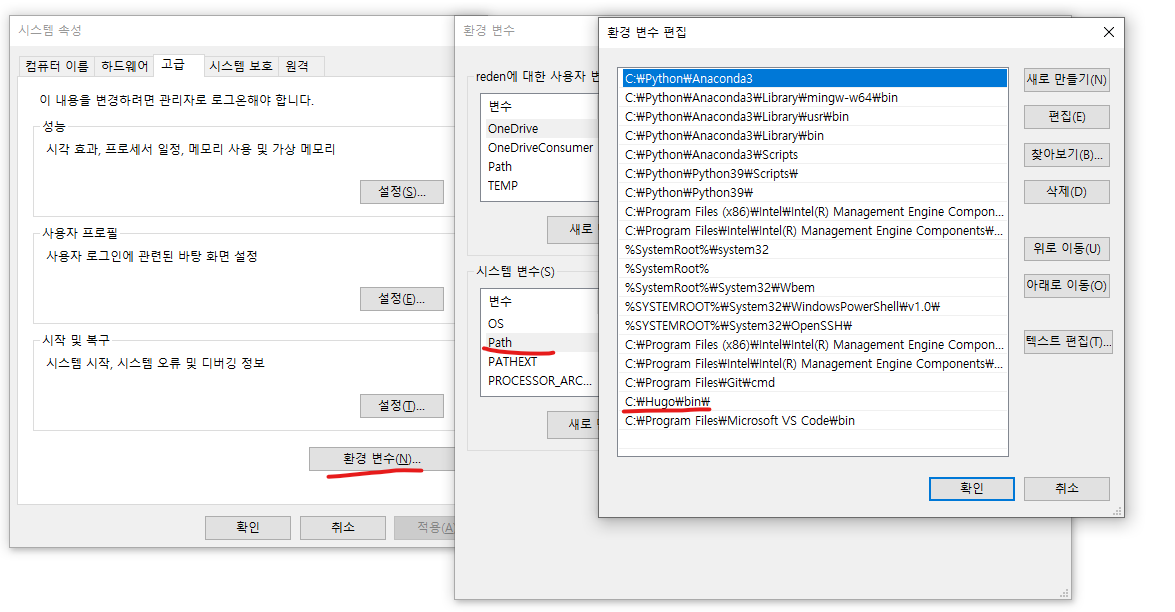 시스템 속성
컴퓨터 이름
하드웨어
고급
시스템 보호
원격
이 내용을 변경하려면 관리자로 로그온해야 합니다.
성능
시각 효과, 프로세서 일정, 메모리 사용 및 가상 메모리
설정(S)...
사용자 프로필
사용자 로그인에 관련된 바탕 화면 설정
설정(E)...
시작 및 복구
시스템 시작, 시스템 오류 및 디버깅 정보
설정(T)...
환경 변수(N)...
확인
취소
적용(A
환경 변수
reden에 대한 사용자 변
변수
OneDrive
OneDriveConsumer
Path
TEMP
새로
시스템 변수(S)
변수
OS
Path
PATHEXT
PROCESSOR_ARC...
새로
환경 변수 편집
C:₩Python₩Anaconda3
C:₩Python₩Anaconda3₩Library₩mingw-w64₩bin
C:₩Python₩Anaconda3₩Library₩usr₩bin
C:₩Python₩Anaconda3₩Library₩bin
C:₩Python₩Anaconda3₩Scripts
C:₩Python₩Python39₩Scripts₩
C:₩Python₩Python39₩
C:₩Program Files (x86)₩Intel₩Intel(R) Management Engine Compon...
C:₩Program Files₩Intel₩Intel(R) Management Engine Components₩...
%SystemRoot%₩system32
%SystemRoot%
%SystemRoot%₩System32₩Wbem
%SYSTEMROOT%₩System32₩WindowsPowerShell₩v1.0₩
%SYSTEMROOT%₩System32₩OpenSSH₩
C:₩Program Files (x86)₩Intel₩Intel(R) Management Engine Compon...
C:₩Program Files₩Intel₩Intel(R) Management Engine Components₩...
C:₩Program Files₩Git₩cmd
C:₩Hugo₩bin₩
C:₩Program Files₩Microsoft VS Code₩bin
새로 만들기(N)
편집(E)
찾아보기(B)...
삭제(D)
위로 이동(U)
아래로 이동(O)
텍스트 편집(T)...
확인
취소